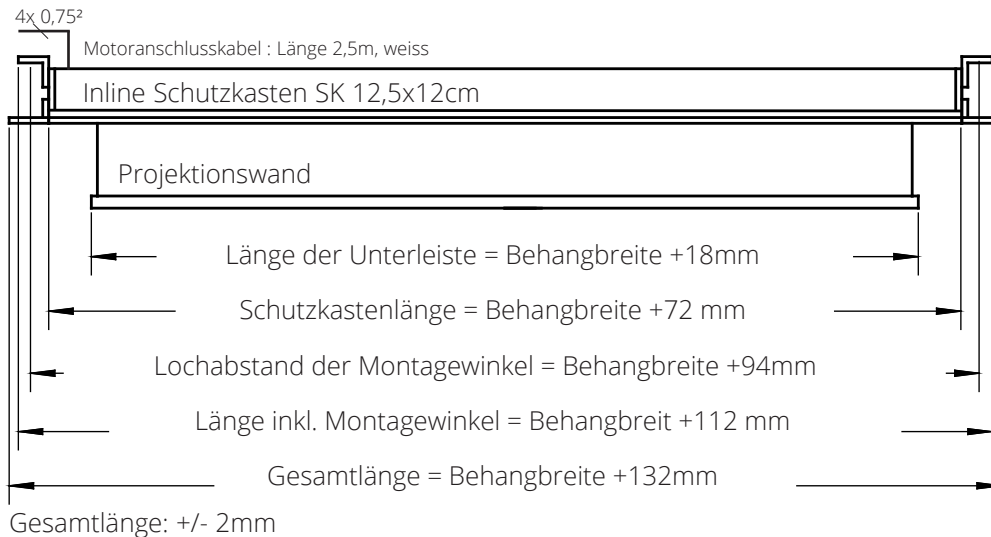 4x 0,75²
Motoranschlusskabel : Länge 2,5m, weiss
Inline Schutzkasten SK 12,5x12cm
Projektionswand
Länge der Unterleiste = Behangbreite +18mm
Schutzkastenlänge = Behangbreite +72 mm
Lochabstand der Montagewinkel = Behangbreite +94mm
Länge inkl. Montagewinkel = Behangbreit +112 mm
Gesamtlänge = Behangbreite +132mm
Gesamtlänge: +/- 2mm